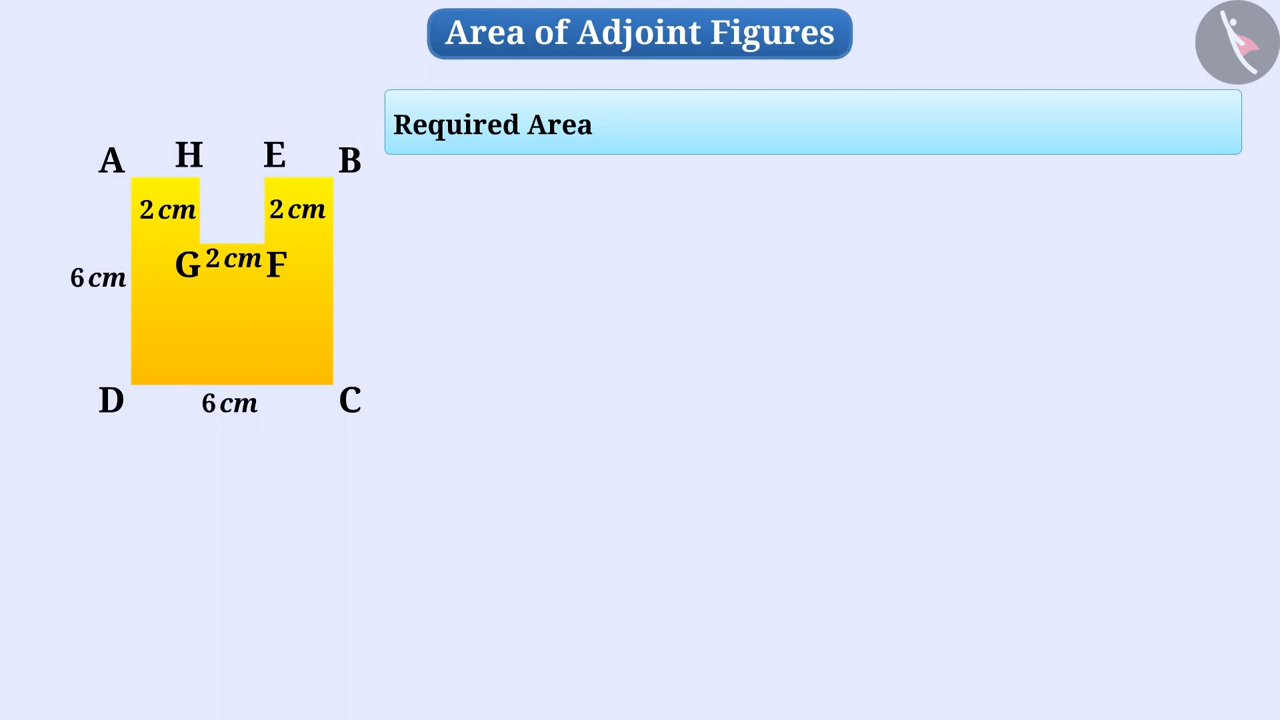 Area of Adjoint Figures
Required Area
A H E B
2 cm 2 cm
G 2 cm F
6 cm
D C
6 cm